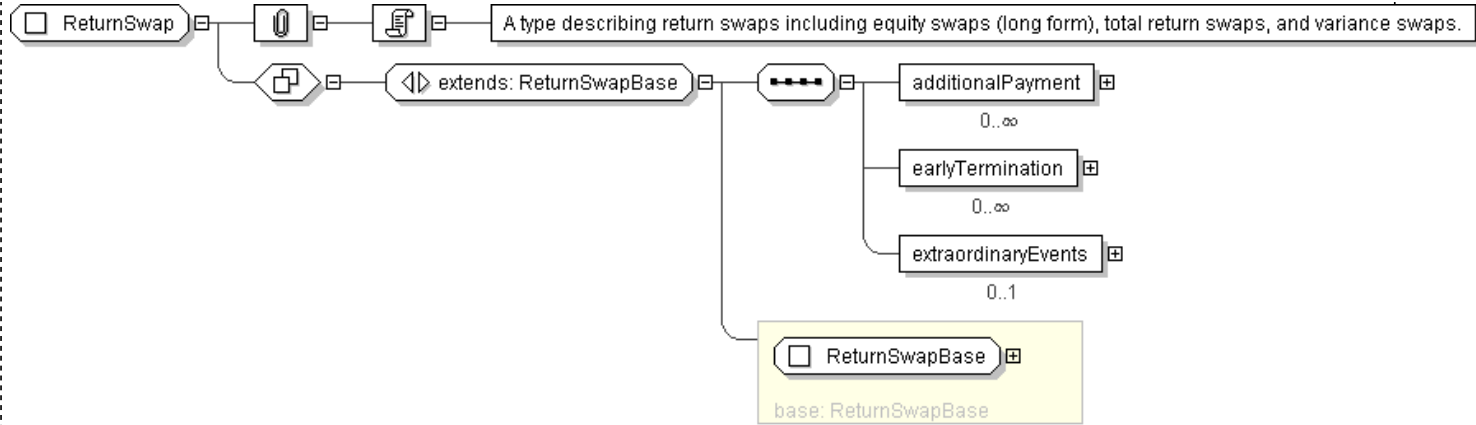 ReturnSwap
A type describing return swaps including equity swaps (long form), total return swaps, and variance swaps.
extends: ReturnSwapBase
additionalPayment
0..∞
earlyTermination
0..∞
extraordinaryEvents
0..1
ReturnSwapBase
base: ReturnSwapBase